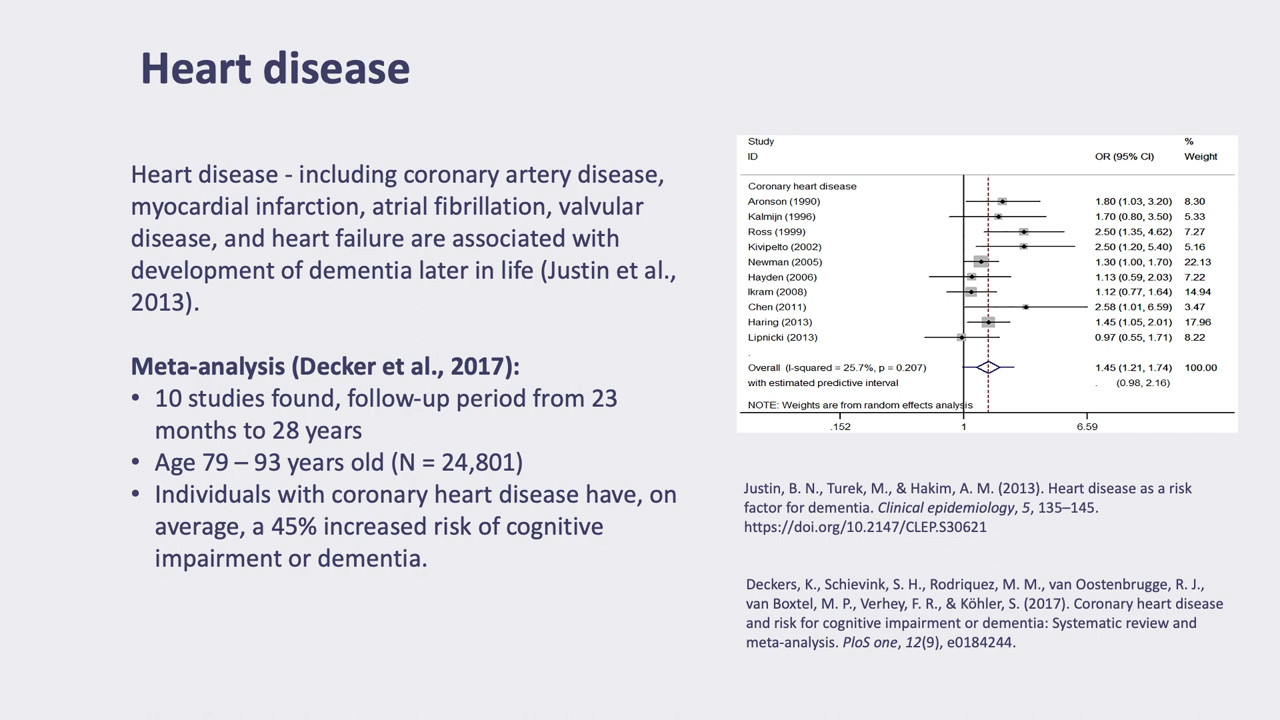 Heart disease
Heart disease - including coronary artery disease,
myocardial infarction, atrial fibrillation, valvular
disease, and heart failure are associated with
development of dementia later in life (Justin et al.,
2013).
Meta-analysis (Decker et al., 2017):
• 10 studies found, follow-up period from 23
months to 28 years
• Age 79 – 93 years old (N = 24,801)
• Individuals with coronary heart disease have, on
average, a 45% increased risk of cognitive
impairment or dementia.
Study %
ID OR (95% CI) Weight
Coronary heart disease
Aronson (1990) 1.80 (1.03, 3.20) 8.30
Kalmijn (1996) 1.70 (0.80, 3.50) 5.33
Ross (1999) 2.50 (1.35, 4.62) 7.27
Kivipelto (2002) 2.50 (1.20, 5.40) 5.16
Newman (2005) 1.30 (1.00, 1.70) 22.13
Hayden (2006) 1.13 (0.59, 2.03) 7.22
Ikram (2008) 1.12 (0.77, 1.64) 14.94
Chen (2011) 2.58 (1.01, 6.59) 3.47
Haring (2013) 1.45 (1.05, 2.01) 17.96
Lipnicki (2013) 0.97 (0.55, 1.71) 8.22
.
Overall (I-squared = 25.7%, p = 0.207) 1.45 (1.21, 1.74) 100.00
with estimated predictive interval . (0.98, 2.16)
NOTE: Weights are from random effects analysis
.152 1 6.59
Justin, B. N., Turek, M., & Hakim, A. M. (2013). Heart disease as a risk
factor for dementia. Clinical epidemiology, 5, 135–145.
https://doi.org/10.2147/CLEP.S30621
Deckers, K., Schievink, S. H., Rodriquez, M. M., van Oostenbrugge, R. J.,
van Boxtel, M. P., Verhey, F. R., & Köhler, S. (2017). Coronary heart disease
and risk for cognitive impairment or dementia: Systematic review and
meta-analysis. PloS one, 12(9), e0184244.